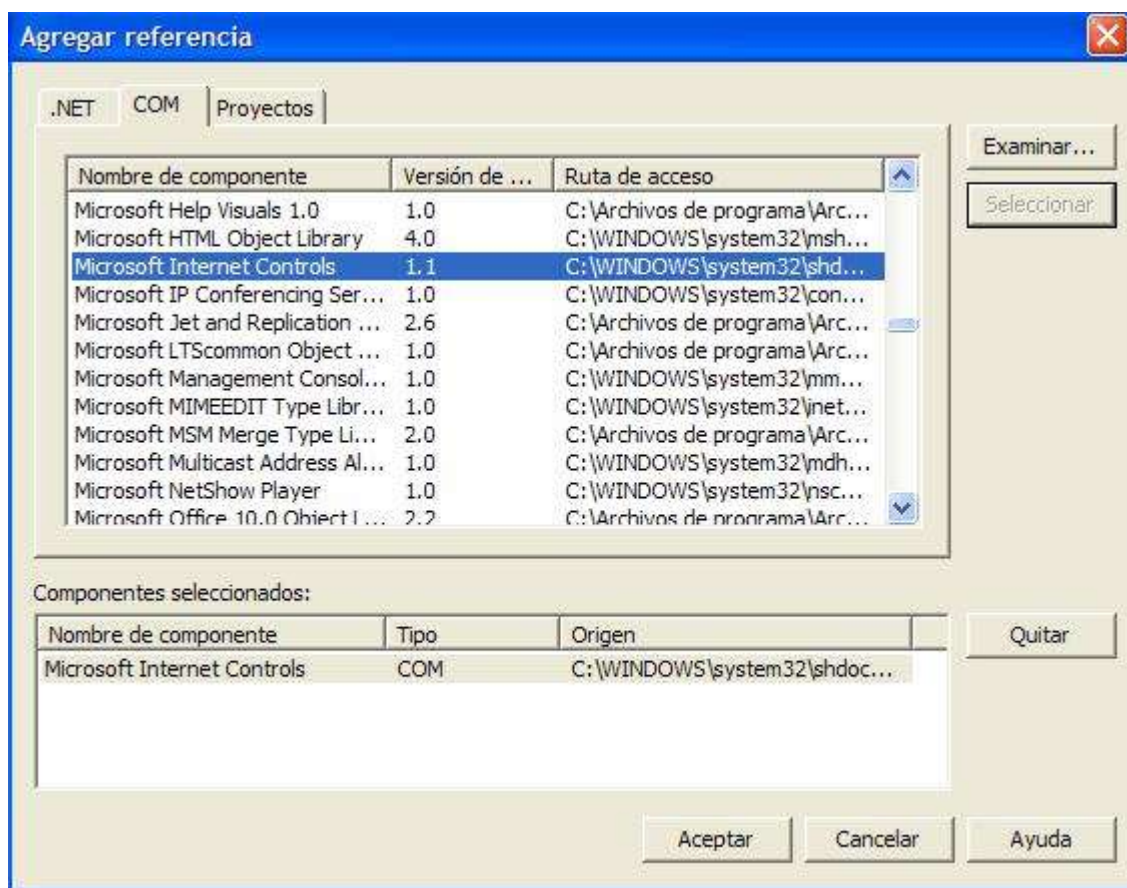 Agregar referencia
.NET COM Proyectos
Examinar...
Seleccionar
Nombre de componente Versión de ... Ruta de acceso
Microsoft Help Visuals 1.0 1.0 C:\Archivos de programa\Arc...
Microsoft HTML Object Library 4.0 C:\WINDOWS\system32\msh...
Microsoft Internet Controls 1.1 C:\WINDOWS\system32\shd...
Microsoft IP Conferencing Ser... 1.0 C:\WINDOWS\system32\con...
Microsoft Jet and Replication ... 2.6 C:\Archivos de programa\Arc...
Microsoft LTScommon Object ... 1.0 C:\Archivos de programa\Arc...
Microsoft Management Consol... 1.0 C:\WINDOWS\system32\mm...
Microsoft MIMEEDIT Type Libr... 1.0 C:\WINDOWS\system32\inet...
Microsoft MSM Merge Type Li... 2.0 C:\Archivos de programa\Arc...
Microsoft Multicast Address Al... 1.0 C:\WINDOWS\system32\mdh...
Microsoft NetShow Player 1.0 C:\WINDOWS\system32\nsc...
Microsoft Office 10.0 Object L... 2.2 C:\Archivos de programa\Arc...
Componentes seleccionados:
Nombre de componente Tipo Origen
Quitar
Microsoft Internet Controls COM C:\WINDOWS\system32\shdoc...
Aceptar Cancelar Ayuda